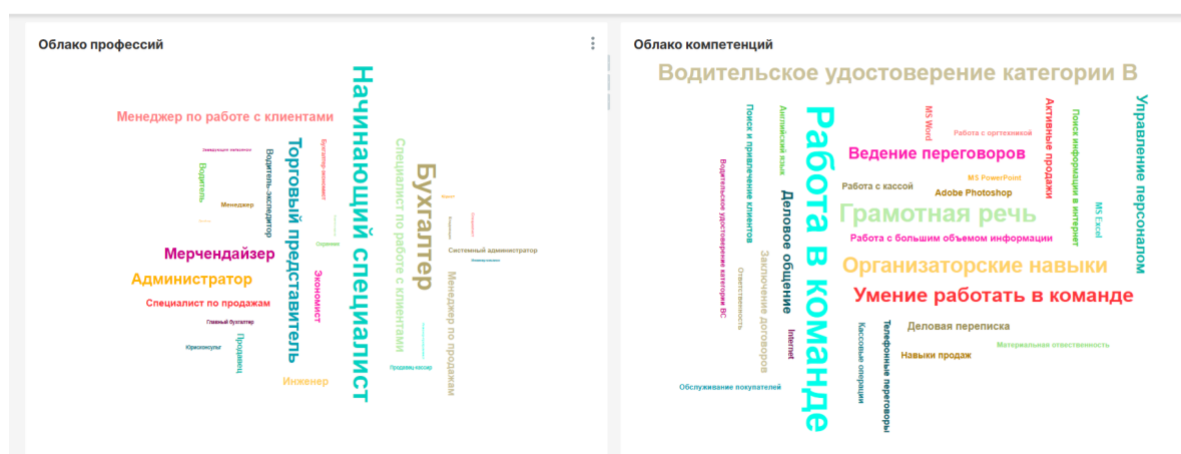 Облако профессий
Менеджер по работе с клиентами
Начинающий специалист
Торговый представитель
Бухгалтер-экономист
Специалист по работе с клиентами
Бухгалтер
Водитель
Водитель-экспедитор
Менеджер
Мерчендайзер
Администратор
Специалист по продажам
Экономист
Главный бухгалтер
Юрисконсульт
Продавец
Инженер
Системный администратор
Менеджер по продажам
Продавец-кассир
Облако компетенций
Водительское удостоверение категории B
Поиск и привлечение клиентов
Английский язык
Работа в команде
MS Word
Работа с оргтехникой
Активные продажи
Поиск информации в интернет
Управление персоналом
Водительское удостоверение категории BC
Ведение переговоров
MS PowerPoint
Работа с кассой
Adobe Photoshop
Деловое общение
Грамотная речь
MS Excel
Работа с большим объемом информации
Заключение договоров
Ответственность
Организаторские навыки
Умение работать в команде
Internet
Кассовые операции
Телефонные переговоры
Деловая переписка
Материальная отвественность
Навыки продаж
Обслуживание покупателей